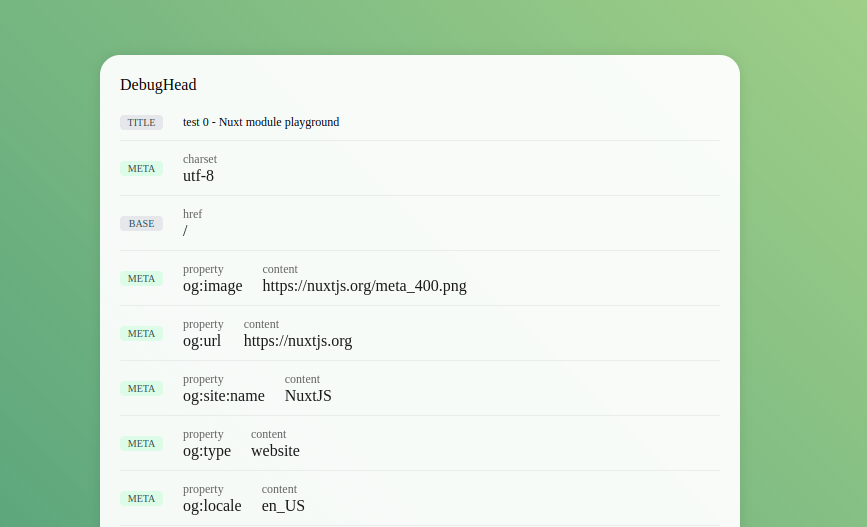 DebugHead
TITLE test 0 - Nuxt module playground
charset
META utf-8
href
BASE /
property content
META og:image https://nuxtjs.org/meta_400.png
property content
META og:url https://nuxtjs.org
property content
META og:site:name NuxtJS
property content
META og:type website
property content
META og:locale en_US